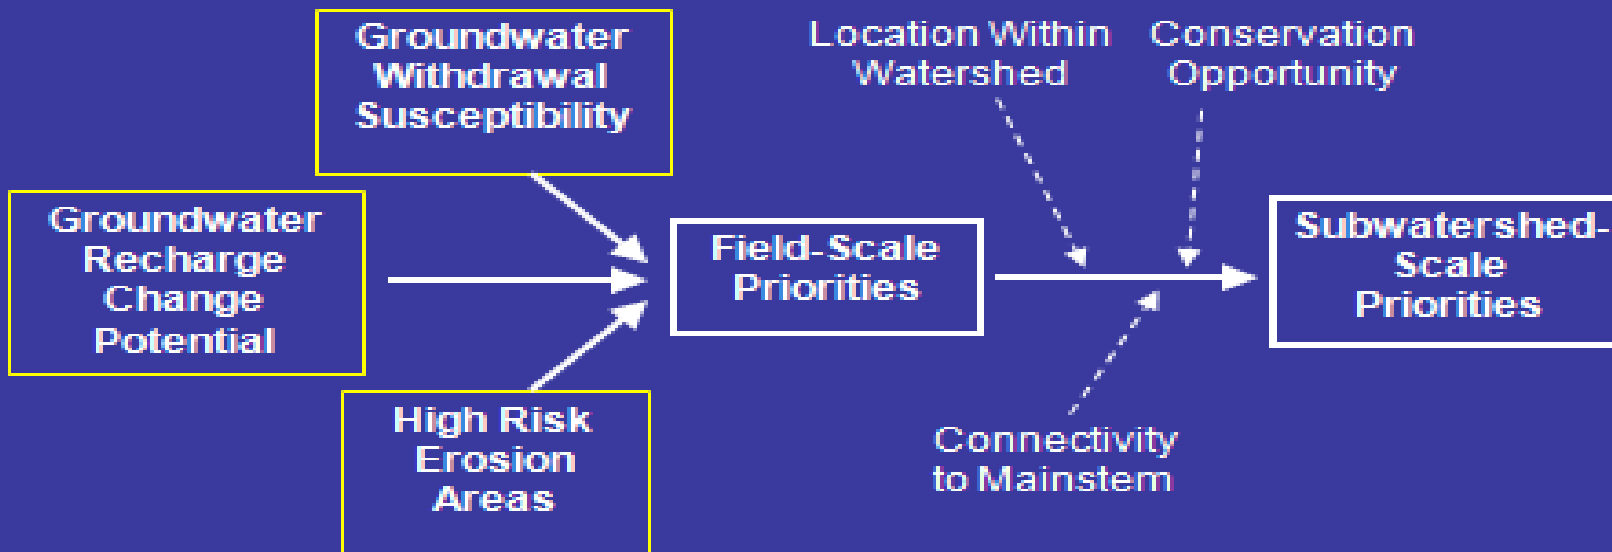 Groundwater
Withdrawal
Susceptibility
Location Within
Watershed
Conservation
Opportunity
Groundwater
Recharge
Change
Potential
Field-Scale
Priorities
Subwatershed-
Scale
Priorities
High Risk
Erosion
Areas
Connectivity
to Mainstem